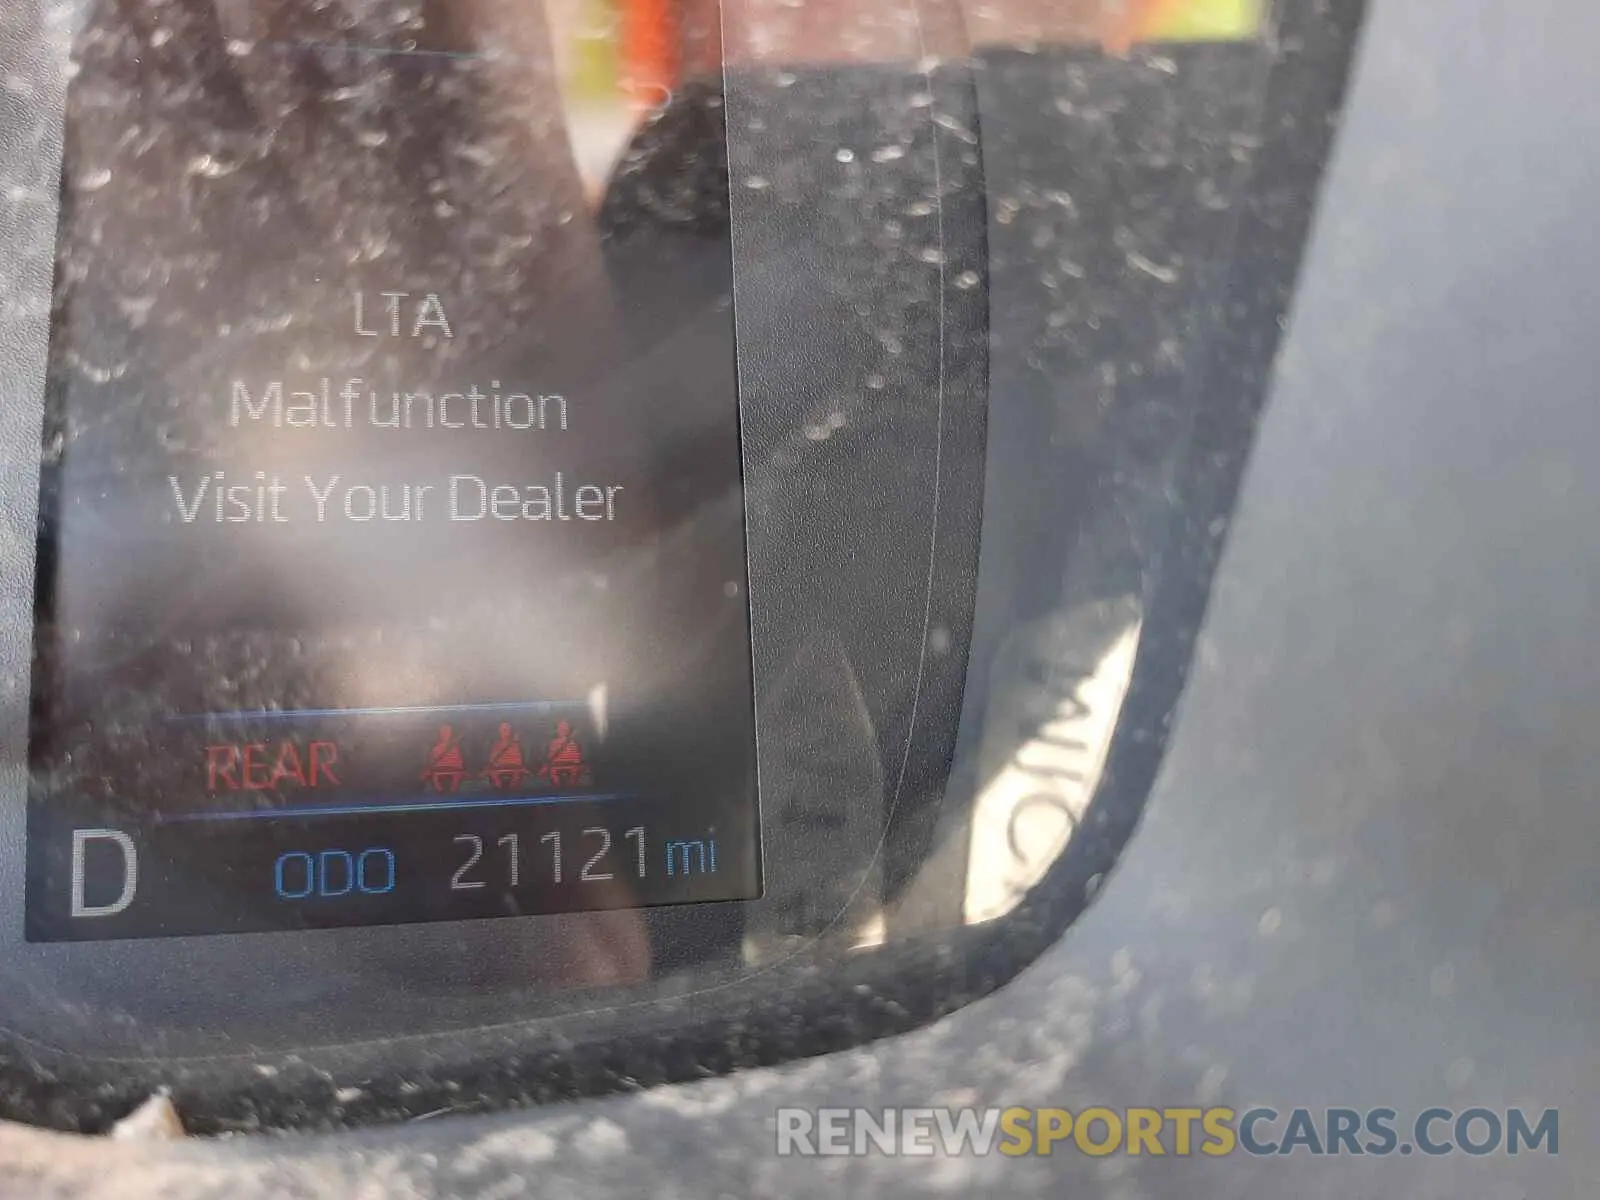 LTA
Malfunction
Visit Your Dealer
REAR
D ODO 21121 mi
RENEWSPORTSCARS.COM